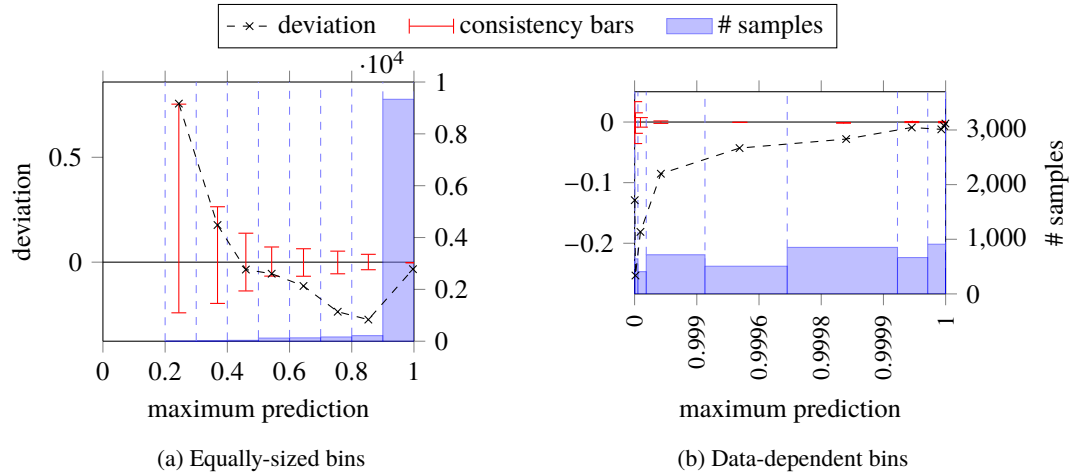 deviation consistency bars # samples
·10⁴
deviation
0.5
0
1
0.8
0.6
0.4
0.2
0
0 0.2 0.4 0.6 0.8 1
maximum prediction
(a) Equally-sized bins
0
−0.1
−0.2
3,000
2,000
1,000
0
# samples
0 0.999 0.9996 0.9998 0.9999 1
maximum prediction
(b) Data-dependent bins